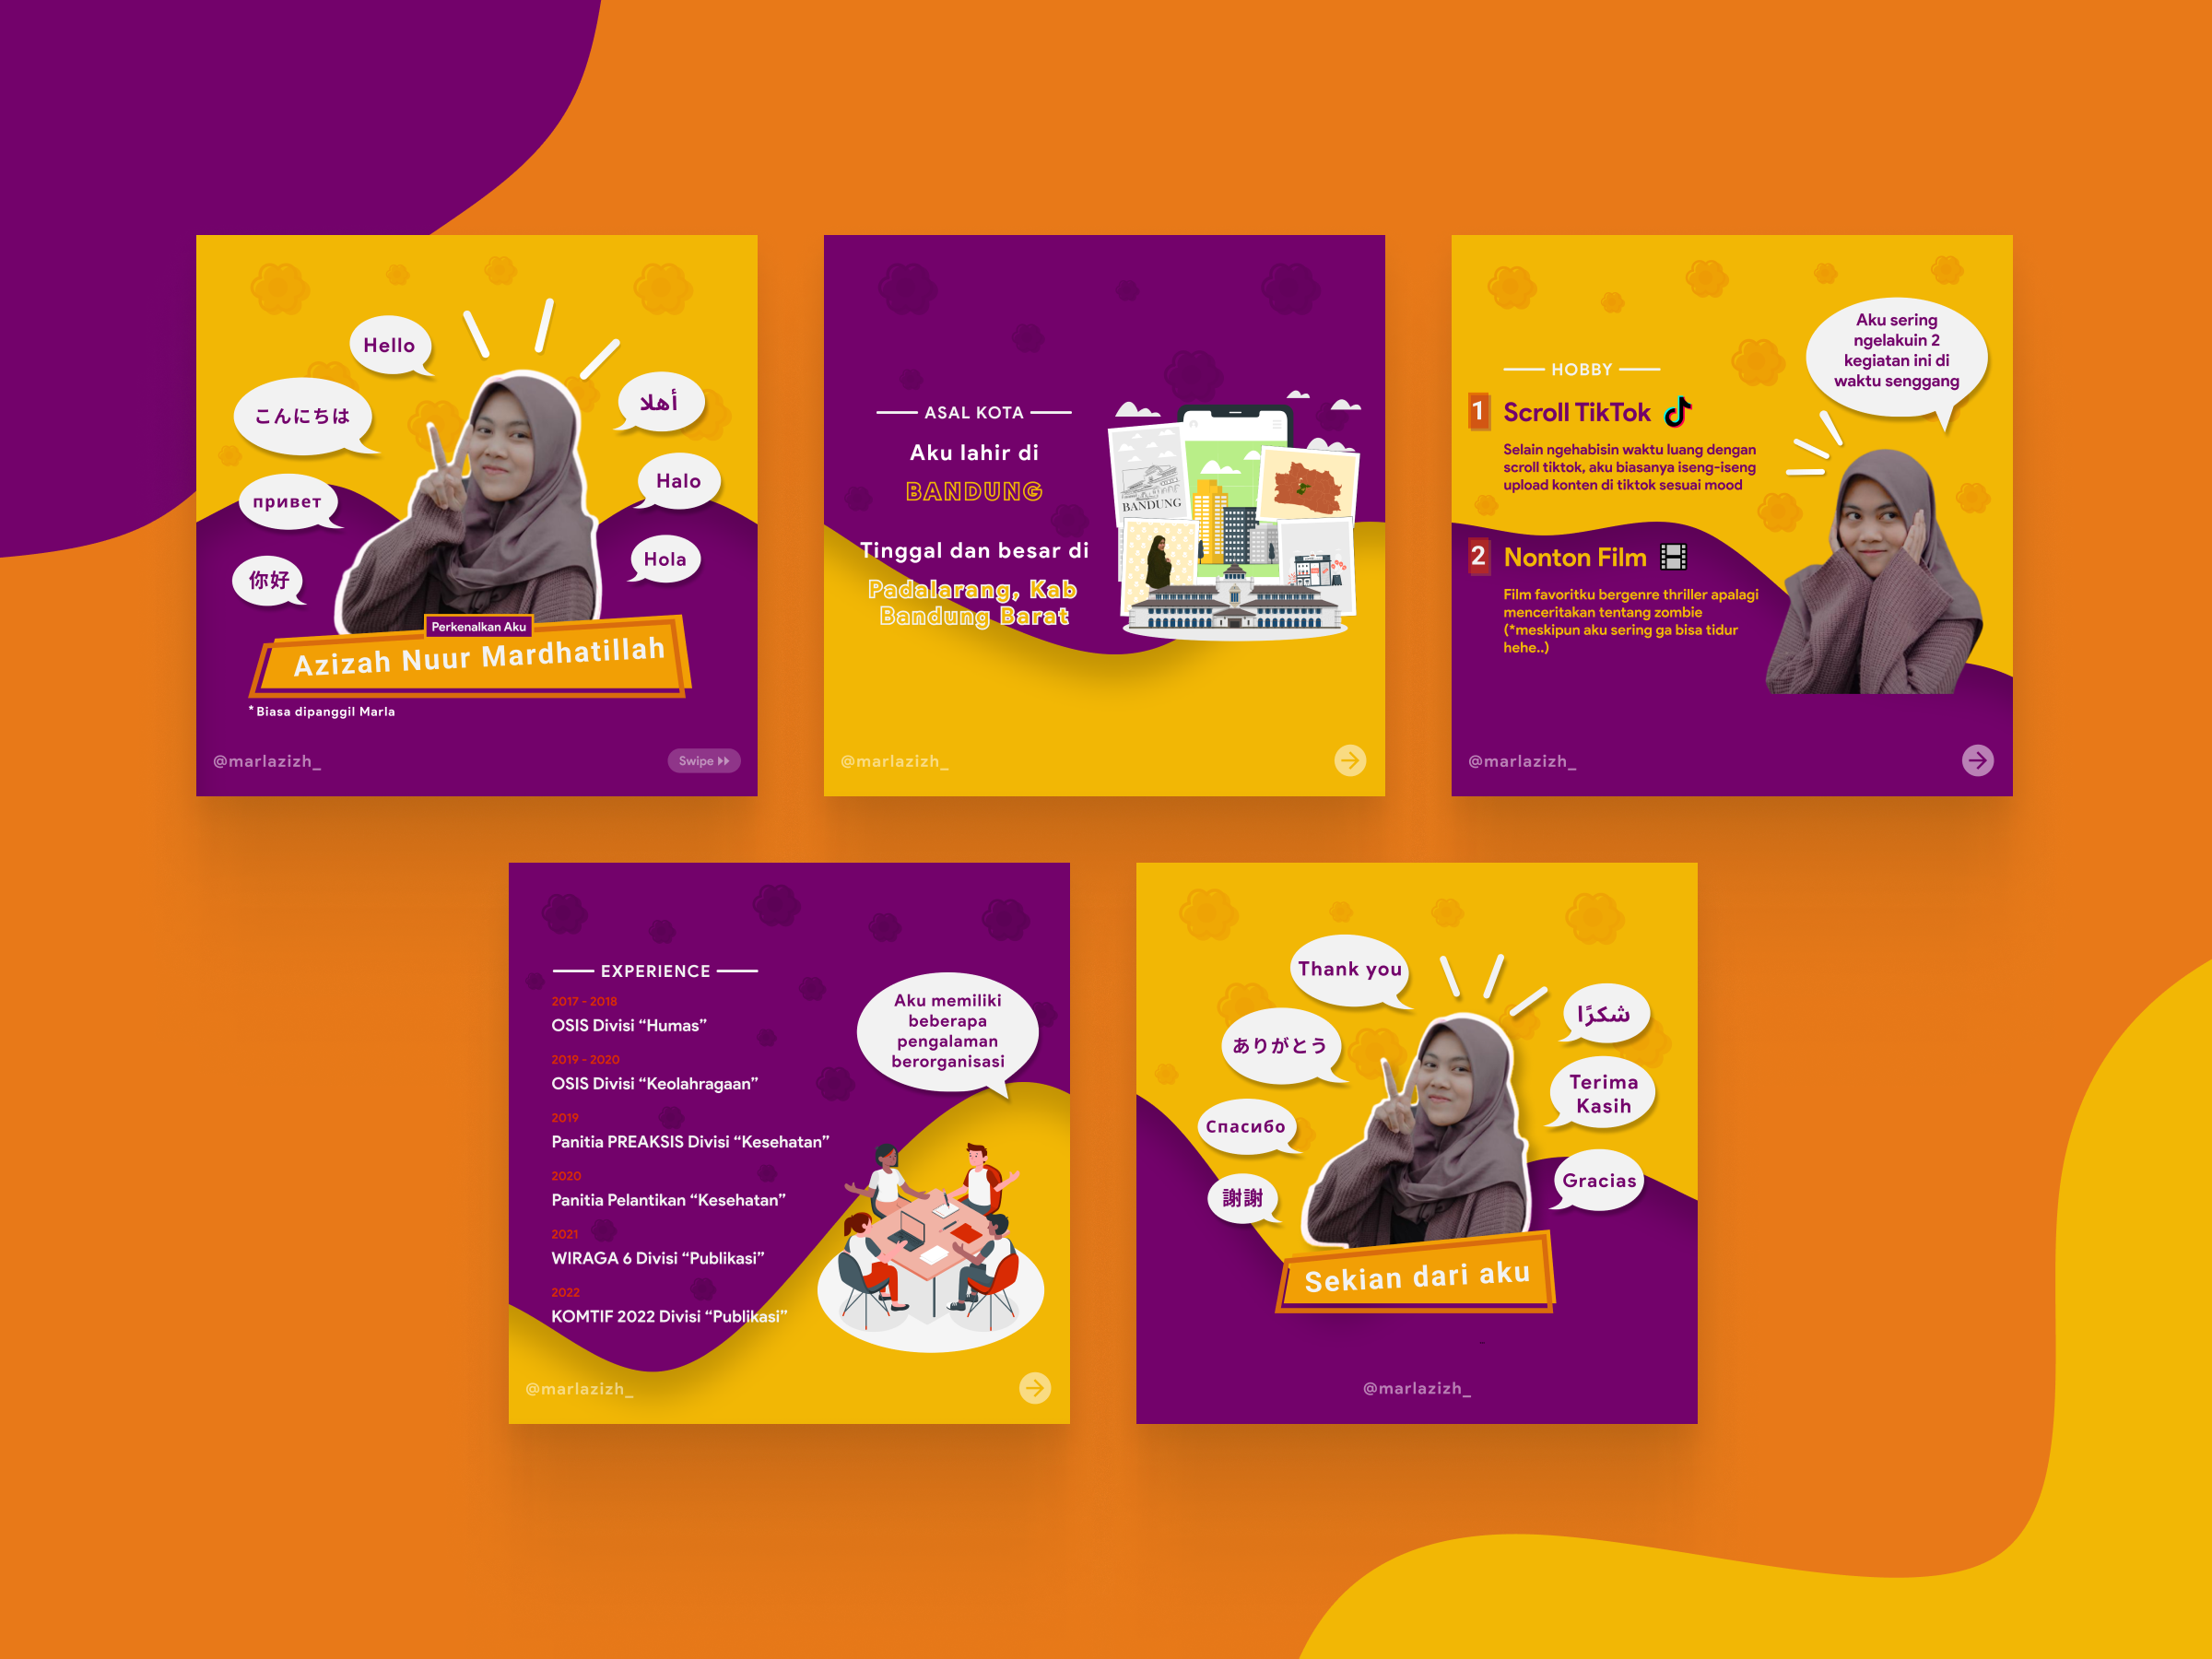 Hello
こんにちは
привет
你好
أهلا
Halo
Hola
Perkenalkan Aku
Azizah Nuur Mardhatillah
*Biasa dipanggil Marla
@marlazizh_
Swipe
ASAL KOTA
Aku lahir di
BANDUNG
Tinggal dan besar di
Padalarang, Kab
Bandung Barat
BANDUNG
@marlazizh_
Aku sering
ngelakuin 2
kegiatan ini di
waktu senggang
HOBBY
1 Scroll TikTok
Selain ngehabisin waktu luang dengan
scroll tiktok, aku biasanya iseng-iseng
upload konten di tiktok sesuai mood
2 Nonton Film
Film favoritku bergenre thriller apalagi
menceritakan tentang zombie
(*meskipun aku sering ga bisa tidur
hehe..)
@marlazizh_
EXPERIENCE
2017 - 2018
OSIS Divisi “Humas”
2019 - 2020
OSIS Divisi “Keolahragaan”
2019
Panitia PREAKSIS Divisi “Kesehatan”
2020
Panitia Pelantikan “Kesehatan”
2021
WIRAGA 6 Divisi “Publikasi”
2022
KOMTIF 2022 Divisi “Publikasi”
Aku memiliki
beberapa
pengalaman
berorganisasi
@marlazizh_
Thank you
ありがとう
Спасибо
謝謝
شكرًا
Terima
Kasih
Gracias
Sekian dari aku
@marlazizh_